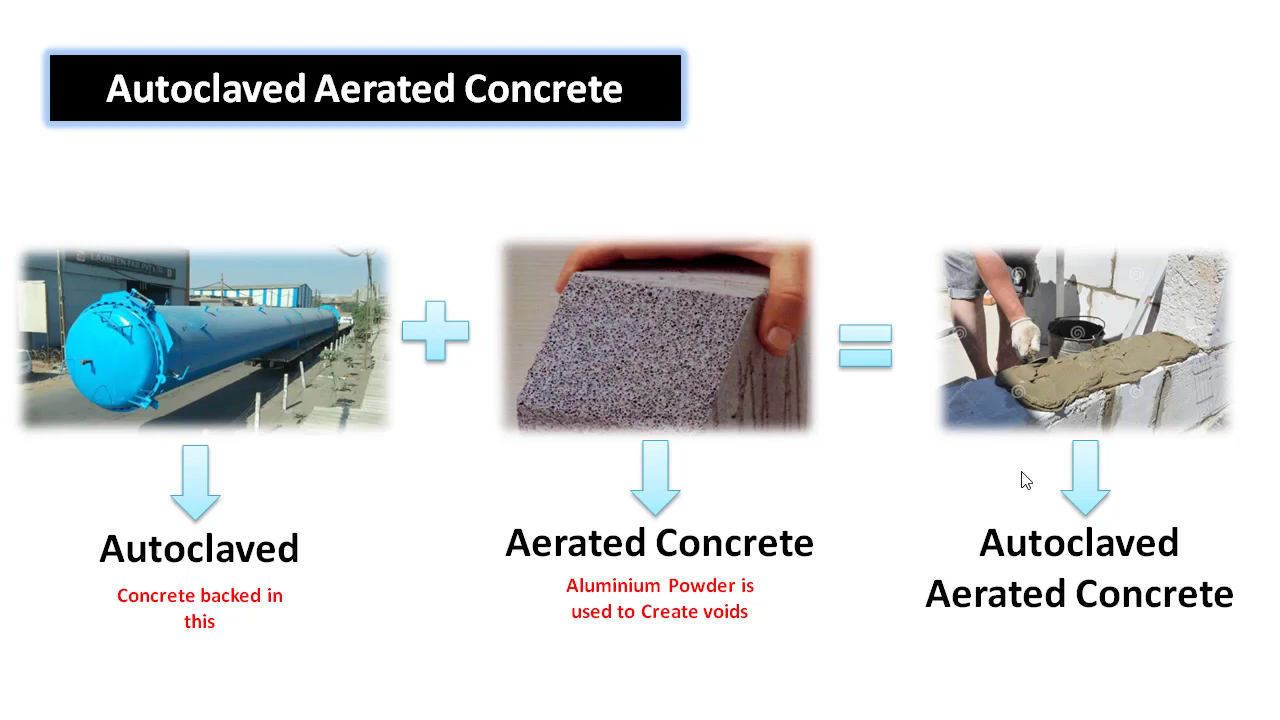 Autoclaved Aerated Concrete
Autoclaved
Concrete backed in
this
Aerated Concrete
Aluminium Powder is
used to Create voids
Autoclaved
Aerated Concrete